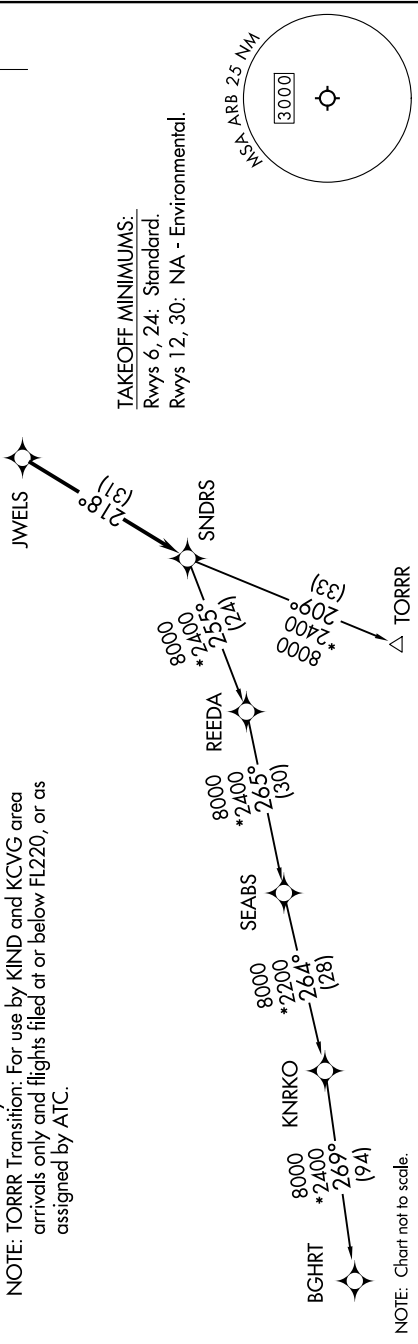 NOTE: TORRR Transition: For use by KIND and KCVG area
arrivals only and flights filed at or below FL220, or as
assigned by ATC.
TAKEOFF MINIMUMS:
Rwys 6, 24: Standard.
Rwys 12, 30: NA - Environmental.
MSA ARB 25 NM
3000
JWELS
218°
(31)
SNDRS
8000
*2400
209°
(33)
TORRR
8000
*2400
255°
(24)
REEDA
8000
*2400
265°
(30)
SEABS
8000
*2200
264°
(28)
KNRKO
8000
*2400
269°
(94)
BGHRT
NOTE: Chart not to scale.